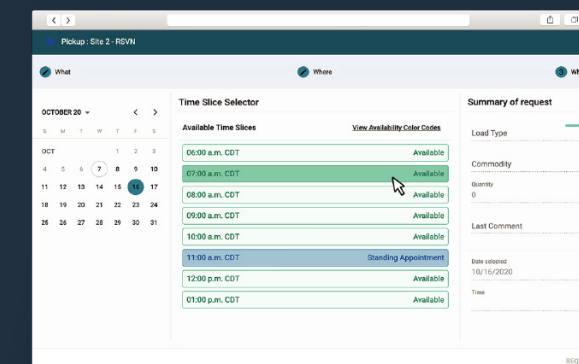 Pickup : Site 2 - RSVN
What
Where
3
OCTOBER 20
S M T W T F S
OCT 1 2 3
4 5 6 7 8 9 10
11 12 13 14 15 16 17
18 19 20 21 22 23 24
25 26 27 28 29 30 31
Time Slice Selector
Available Time Slices View Availability Color Codes
06:00 a.m. CDT Available
07:00 a.m. CDT Available
08:00 a.m. CDT Available
09:00 a.m. CDT Available
10:00 a.m. CDT Available
11:00 a.m. CDT Standing Appointment
12:00 p.m. CDT Available
01:00 p.m. CDT Available
Summary of request
Load Type
Commodity
Quantity
0
Last Comment
Date selected
10/16/2020
Time